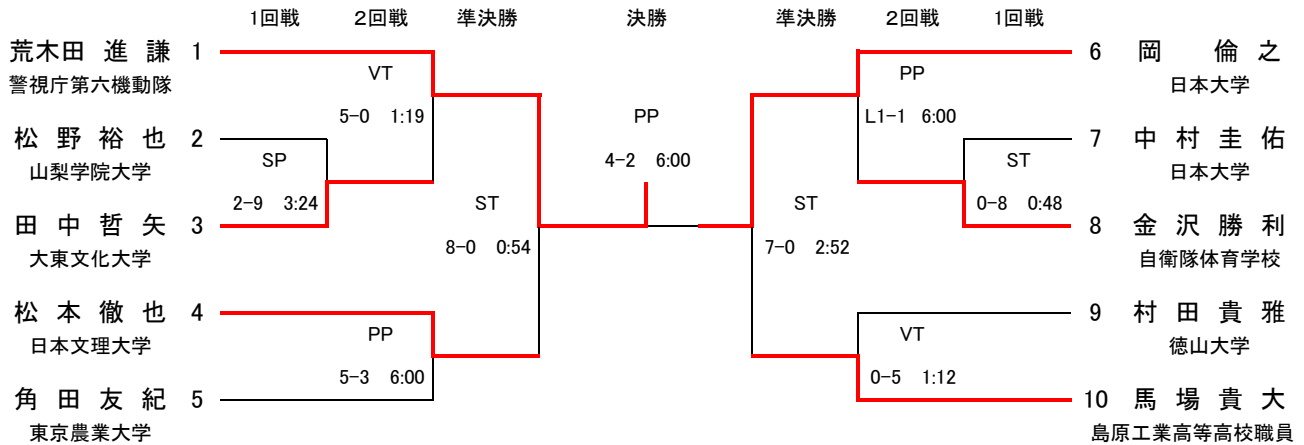 1回戦 2回戦 準決勝 決勝 準決勝 2回戦 1回戦
荒木田 進 謙 1
警視庁第六機動隊
VT
5-0 1:19
松 野 裕 也 2
山梨学院大学
SP
2-9 3:24
田 中 哲 矢 3
大東文化大学
ST
8-0 0:54
松 本 徹 也 4
日本文理大学
PP
5-3 6:00
角 田 友 紀 5
東京農業大学
PP
4-2 6:00
6 岡 倫 之
日本大学
PP
L1-1 6:00
7 中 村 圭 佑
日本大学
ST
0-8 0:48
8 金 沢 勝 利
自衛隊体育学校
ST
7-0 2:52
9 村 田 貴 雅
徳山大学
VT
0-5 1:12
10 馬 場 貴 大
島原工業高等高校職員